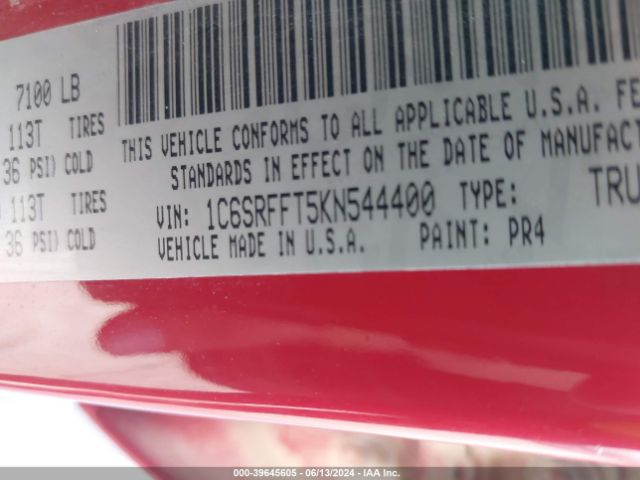 7100 LB
113T TIRES
36 PSI) COLD
113T TIRES
36 PSI) COLD
THIS VEHICLE CONFORMS TO ALL APPLICABLE U.S.A. FE
STANDARDS IN EFFECT ON THE DATE OF MANUFACT
VIN: 1C6SRFFT5KN544400 TYPE: TRU
VEHICLE MADE IN U.S.A. PAINT: PR4
000-39645605 - 06/13/2024 - IAA Inc.